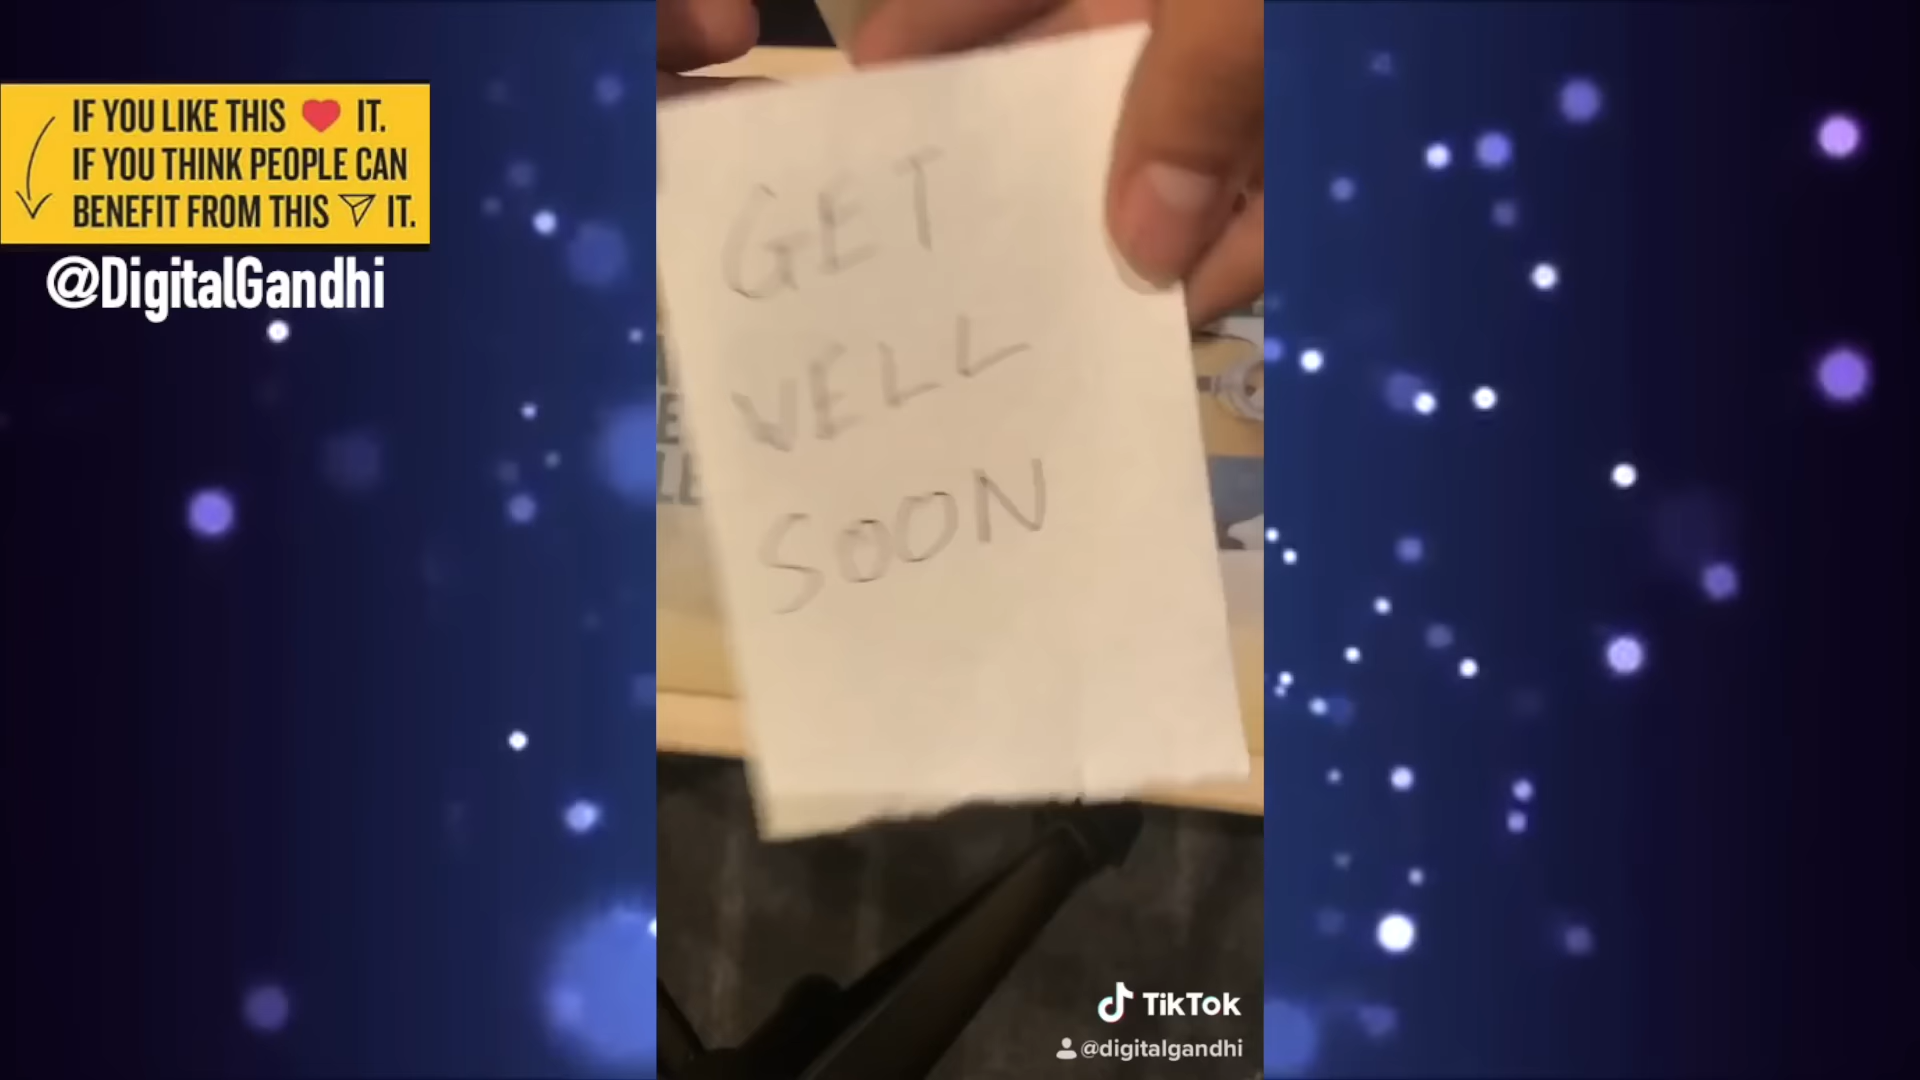 IF YOU LIKE THIS ❤ IT.
IF YOU THINK PEOPLE CAN
BENEFIT FROM THIS IT.
@DigitalGandhi
GET
WELL
SOON
TikTok
@digitalgandhi